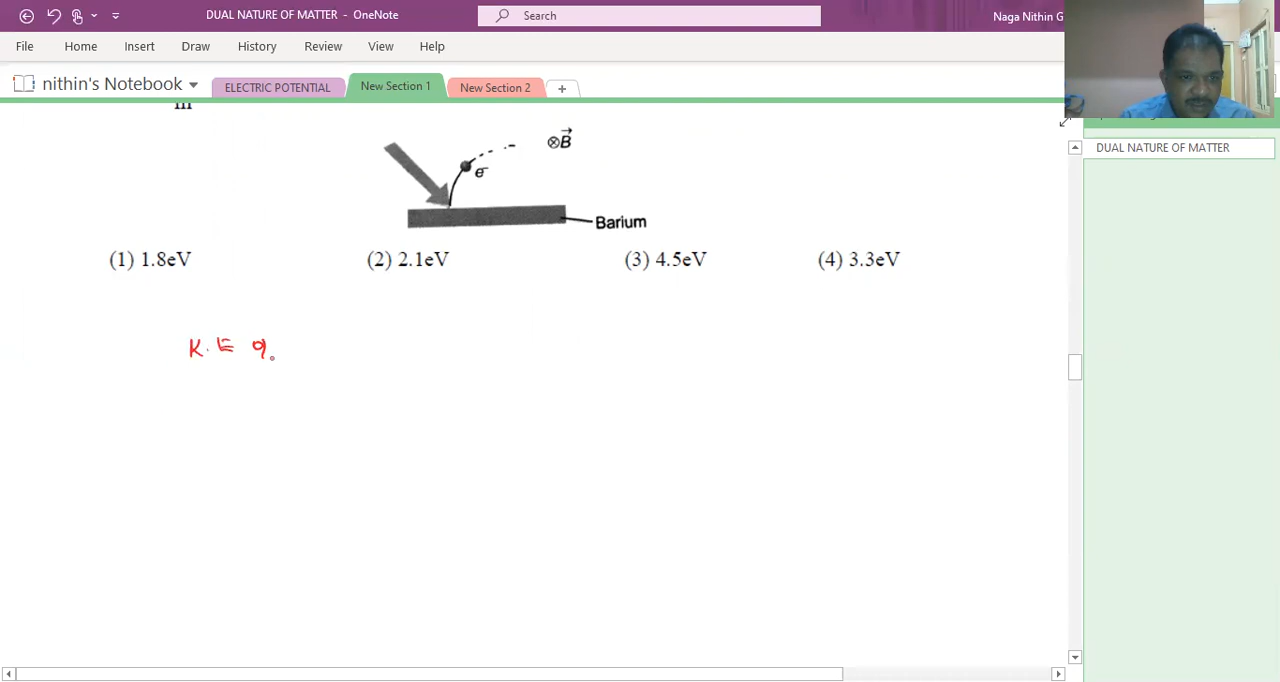 DUAL NATURE OF MATTER - OneNote
Search
Naga Nithin G
File Home Insert Draw History Review View Help
nithin's Notebook
ELECTRIC POTENTIAL
New Section 1
New Section 2
DUAL NATURE OF MATTER
⊗B⃗
e⁻
Barium
(1) 1.8eV (2) 2.1eV (3) 4.5eV (4) 3.3eV
K.E q